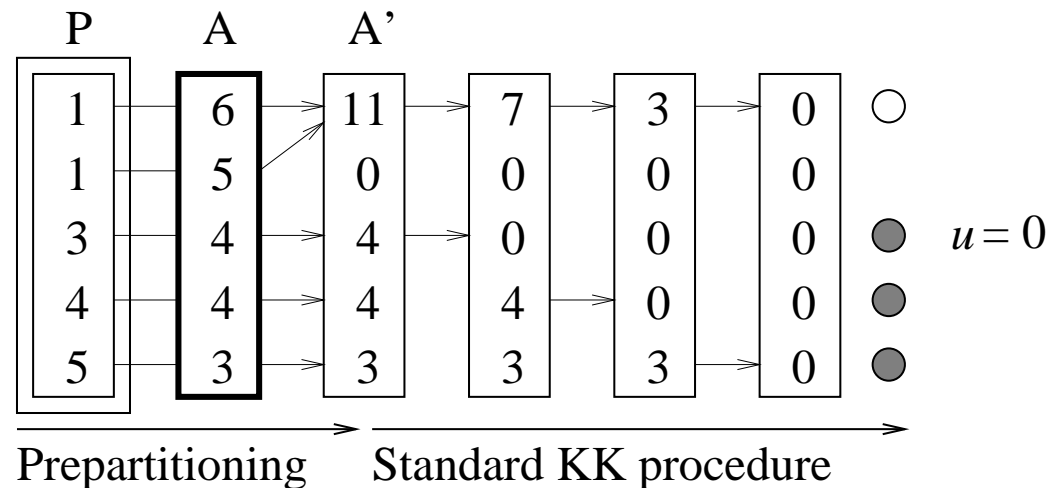 P A A’
1 6 11 7 3 0
1 5 0 0 0 0
3 4 4 0 0 0 u = 0
4 4 4 4 0 0
5 3 3 3 3 0
Prepartitioning Standard KK procedure